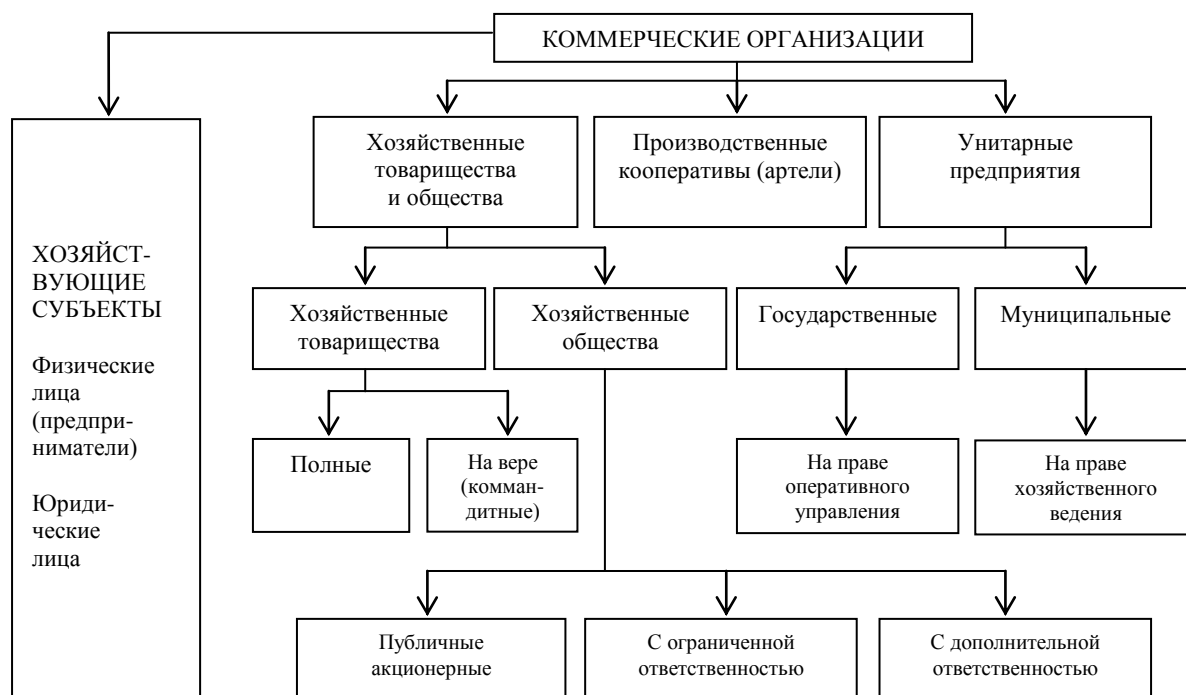 КОММЕРЧЕСКИЕ ОРГАНИЗАЦИИ
ХОЗЯЙСТ-
ВУЮЩИЕ
СУБЪЕКТЫ
Физические
лица
(предпри-
ниматели)
Юриди-
ческие
лица
Хозяйственные
товарищества
и общества
Производственные
кооперативы (артели)
Унитарные
предприятия
Хозяйственные
товарищества
Хозяйственные
общества
Государственные
Муниципальные
Полные
На вере
(комман-
дитные)
На праве
оперативного
управления
На праве
хозяйственного
ведения
Публичные
акционерные
С ограниченной
ответственностью
С дополнительной
ответственностью